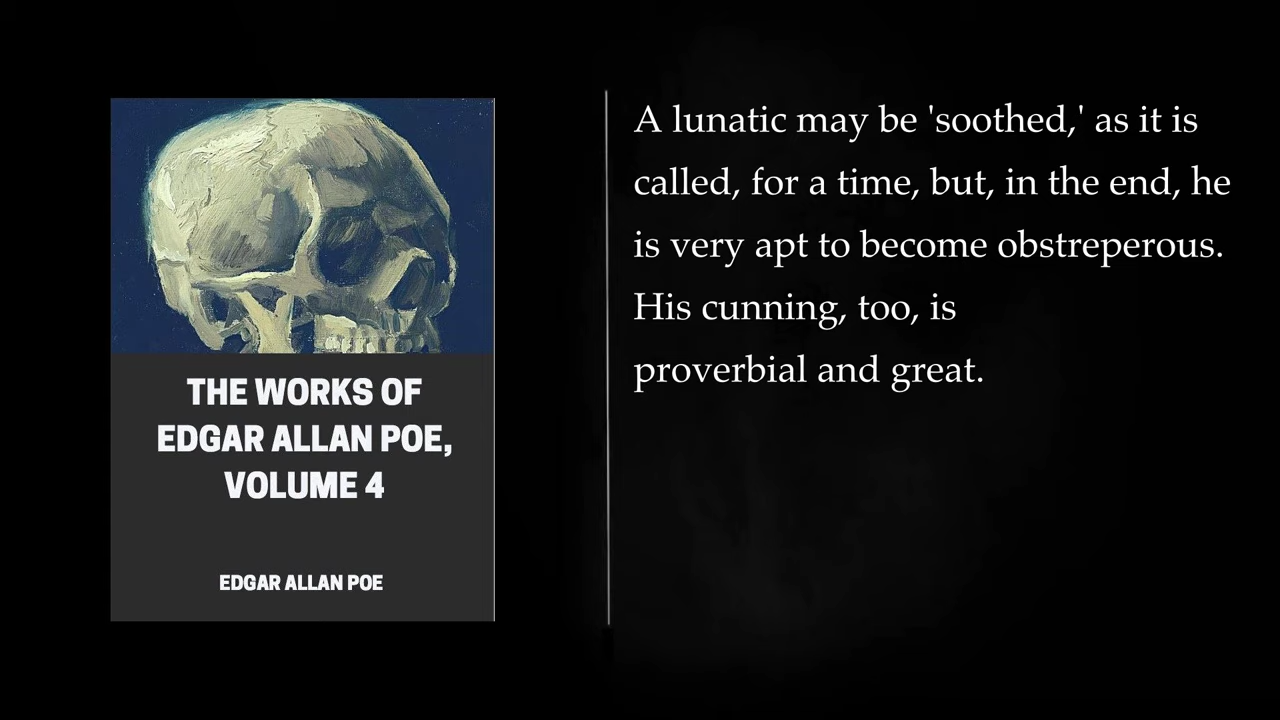 THE WORKS OF
EDGAR ALLAN POE,
VOLUME 4
EDGAR ALLAN POE
A lunatic may be 'soothed,' as it is
called, for a time, but, in the end, he
is very apt to become obstreperous.
His cunning, too, is
proverbial and great.